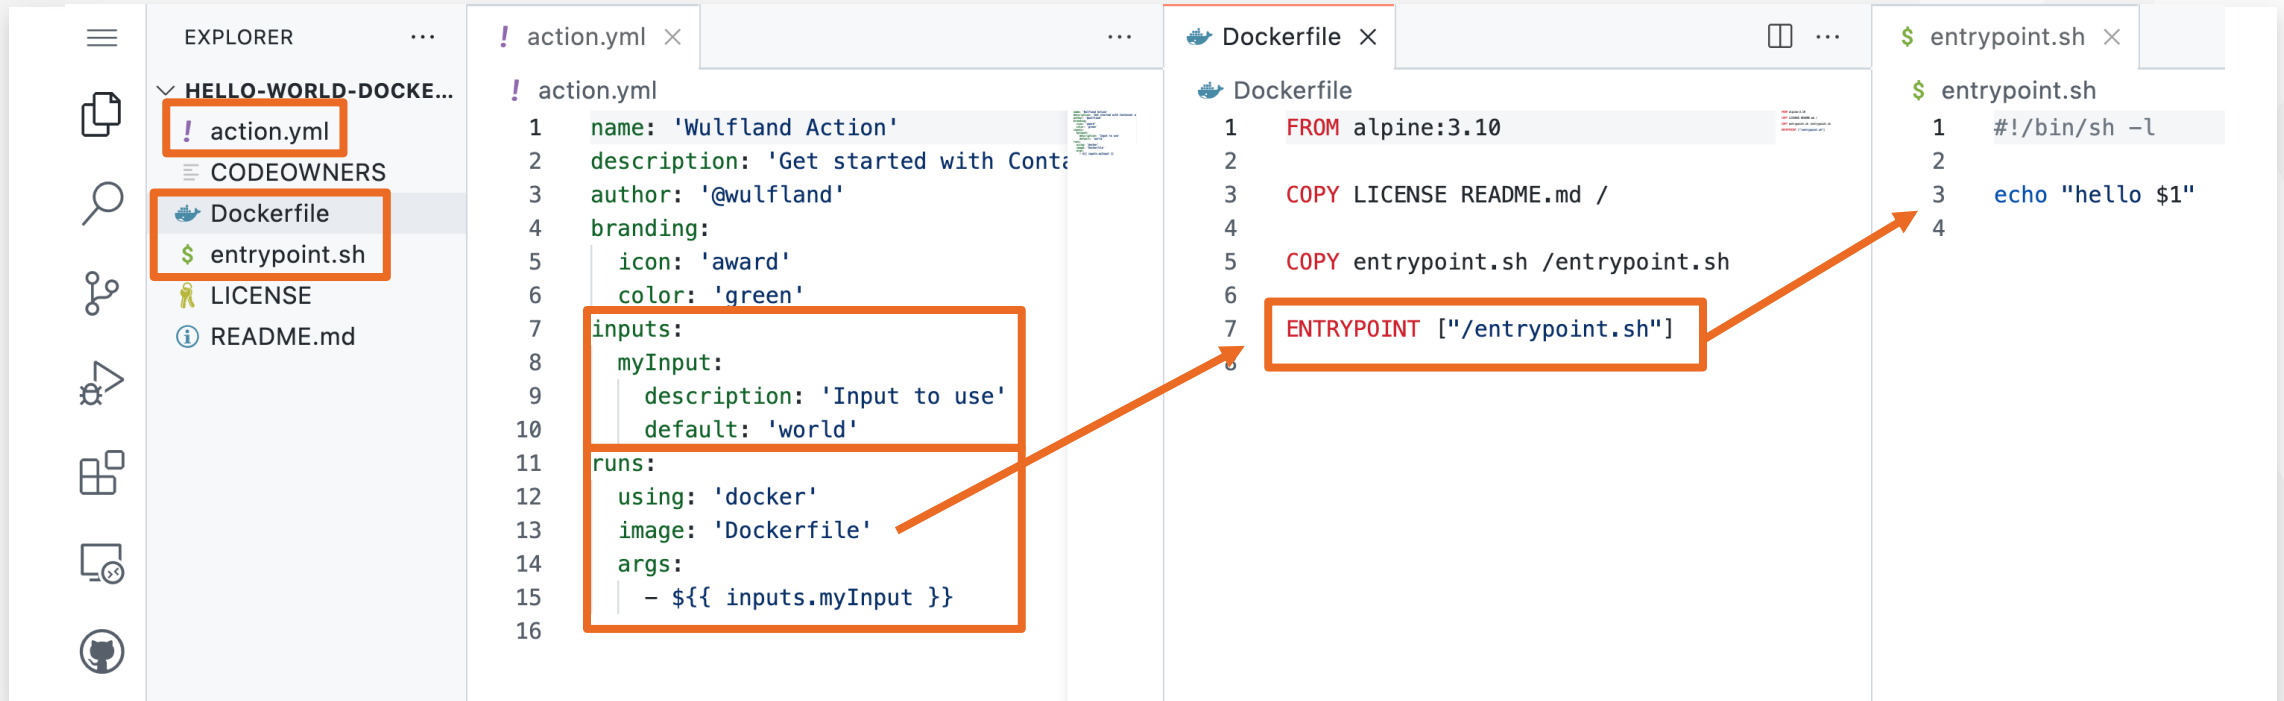 EXPLORER
HELLO-WORLD-DOCKE...
action.yml
CODEOWNERS
Dockerfile
entrypoint.sh
LICENSE
README.md
action.yml
action.yml
1 name: 'Wulfland Action'
2 description: 'Get started with Conta
3 author: '@wulfland'
4 branding:
5 icon: 'award'
6 color: 'green'
7 inputs:
8 myInput:
9 description: 'Input to use'
10 default: 'world'
11 runs:
12 using: 'docker'
13 image: 'Dockerfile'
14 args:
15 - ${{ inputs.myInput }}
16
Dockerfile
Dockerfile
1 FROM alpine:3.10
2
3 COPY LICENSE README.md /
4
5 COPY entrypoint.sh /entrypoint.sh
6
7 ENTRYPOINT ["/entrypoint.sh"]
8
$ entrypoint.sh
$ entrypoint.sh
1 #!/bin/sh -l
2
3 echo "hello $1"
4